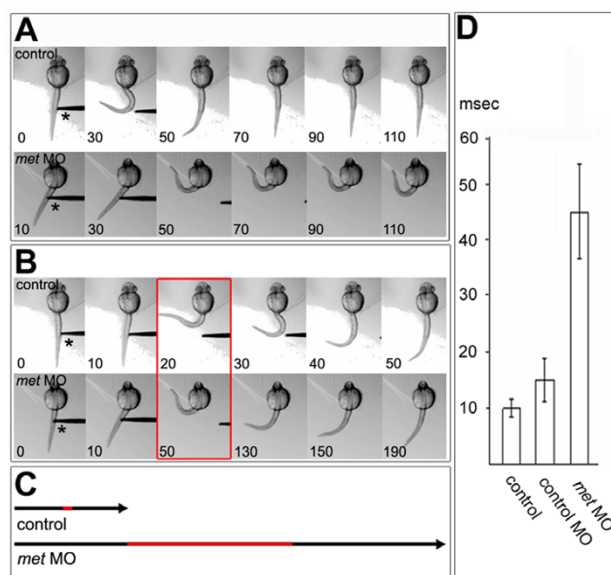 A
control
* 
0 30 50 70 90 110
met MO
*
10 30 50 70 90 110
B
control
*
0 10 20 30 40 50
met MO
*
0 10 50 130 150 190
C
control
met MO
D
msec
60
50
40
30
20
10
control
control MO
met MO